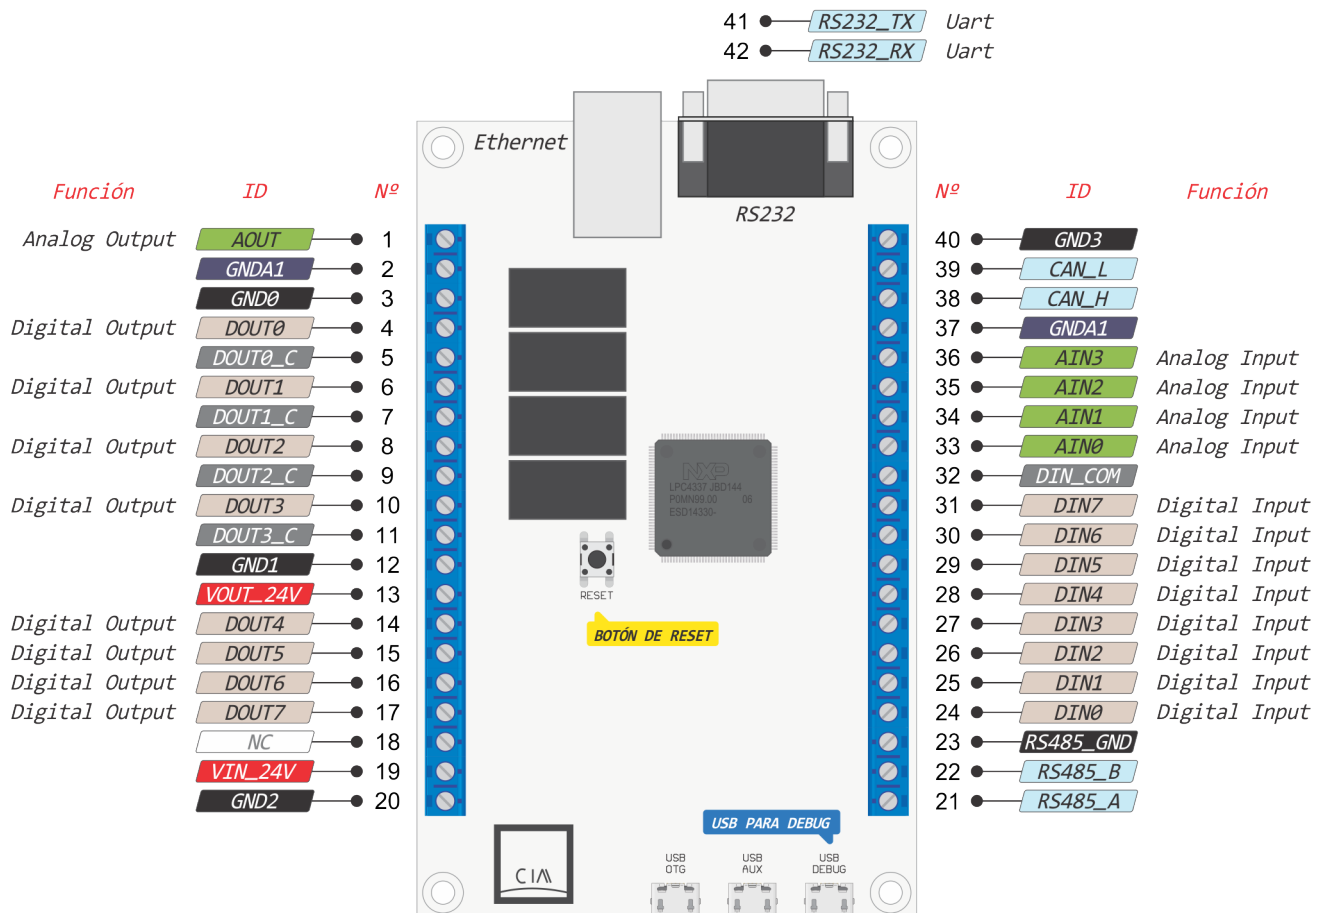 41 RS232_TX Uart
42 RS232_RX Uart
Ethernet
RS232
Función ID Nº
Analog Output AOUT 1
GNDA1 2
GND0 3
Digital Output DOUT0 4
DOUT0_C 5
Digital Output DOUT1 6
DOUT1_C 7
Digital Output DOUT2 8
DOUT2_C 9
Digital Output DOUT3 10
DOUT3_C 11
GND1 12
VOUT_24V 13
Digital Output DOUT4 14
Digital Output DOUT5 15
Digital Output DOUT6 16
Digital Output DOUT7 17
NC 18
VIN_24V 19
GND2 20
NXP
LPC4337 JBD144
P0MN99.00 06
ESD14330-
RESET
BOTÓN DE RESET
USB PARA DEBUG
USB
OTG
USB
AUX
USB
DEBUG
CIAA
Nº ID Función
40 GND3
39 CAN_L
38 CAN_H
37 GNDA1
36 AIN3 Analog Input
35 AIN2 Analog Input
34 AIN1 Analog Input
33 AIN0 Analog Input
32 DIN_COM
31 DIN7 Digital Input
30 DIN6 Digital Input
29 DIN5 Digital Input
28 DIN4 Digital Input
27 DIN3 Digital Input
26 DIN2 Digital Input
25 DIN1 Digital Input
24 DIN0 Digital Input
23 RS485_GND
22 RS485_B
21 RS485_A